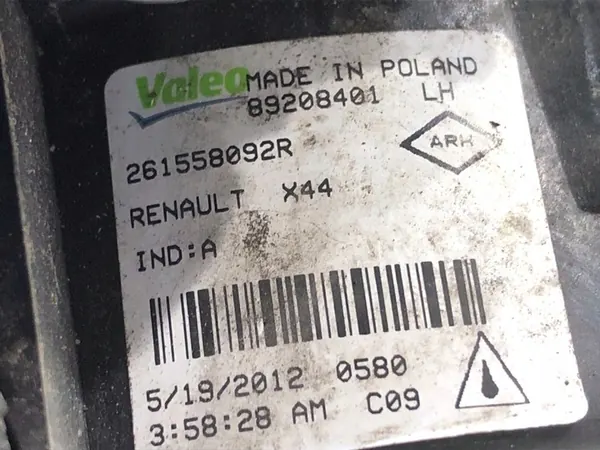 Valeo MADE IN POLAND
89208401 LH
261558092R
ARK
RENAULT X44
IND:A
5/19/2012 0580
3:58:28 AM C09